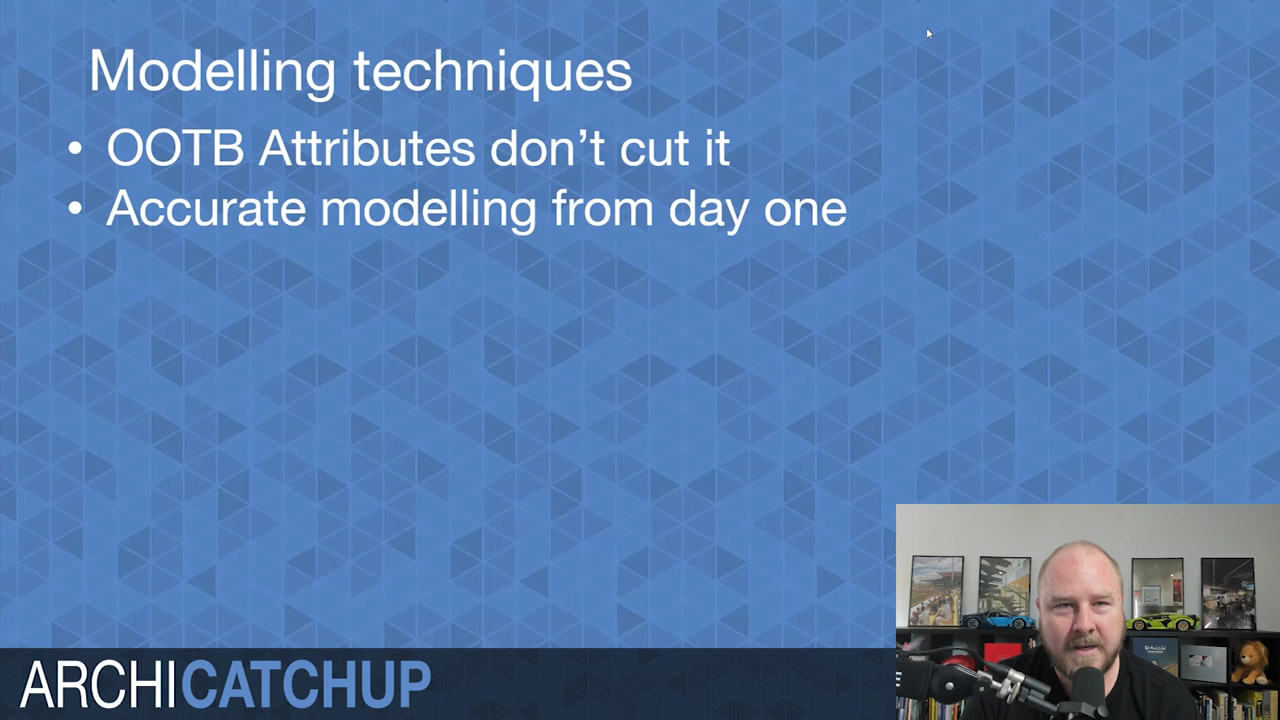 Modelling techniques
• OOTB Attributes don’t cut it
• Accurate modelling from day one
ARCHICATCHUP